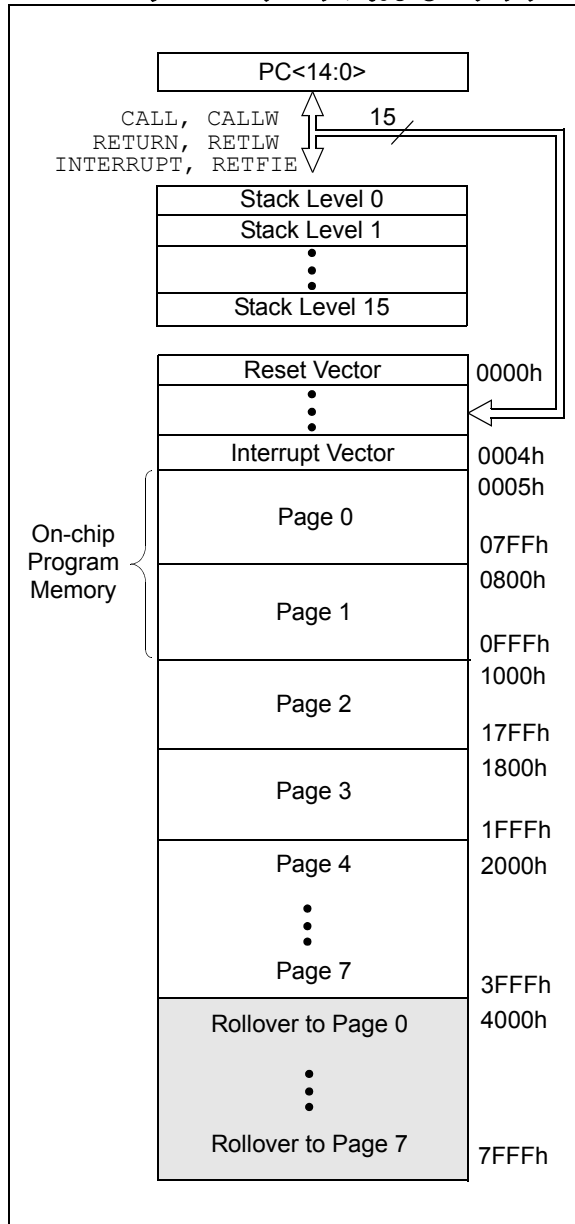 PC<14:0>
CALL, CALLW
RETURN, RETLW
INTERRUPT, RETFIE
15
Stack Level 0
Stack Level 1
Stack Level 15
Reset Vector
0000h
Interrupt Vector
0004h
On-chip
Program
Memory
0005h
Page 0
07FFh
0800h
Page 1
0FFFh
1000h
Page 2
17FFh
1800h
Page 3
1FFFh
Page 4
2000h
Page 7
3FFFh
Rollover to Page 0
4000h
Rollover to Page 7
7FFFh